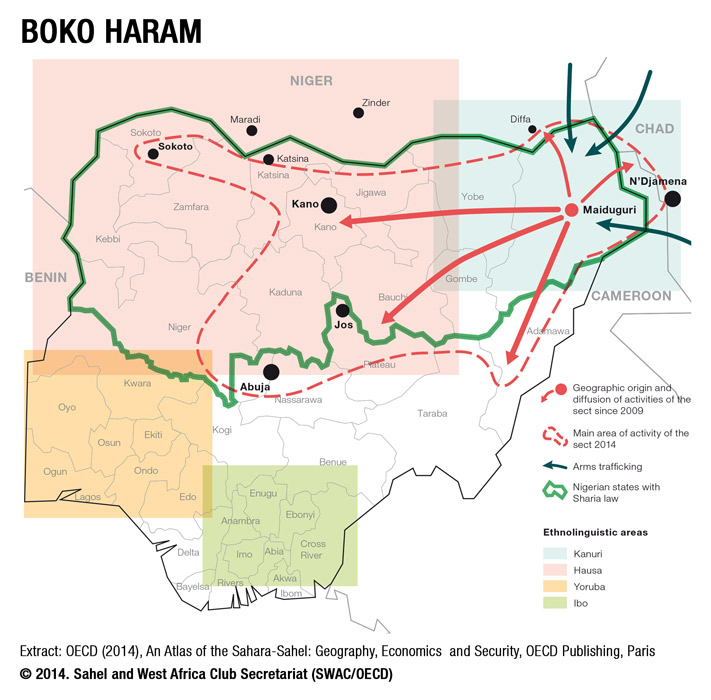 BOKO HARAM
NIGER
Zinder
Maradi
Diffa
CHAD
Sokoto
Sokoto
Katsina
Katsina
N'Djamena
Jigawa
Yobe
Zamfara
Kano
Kano
Maiduguri
Kebbi
BENIN
Gombe
CAMEROON
Kaduna
Bauchi
Niger
Jos
Adamawa
Plateau
Abuja
Nassarawa
Kwara
Taraba
Oyo
Kogi
Ekiti
Osun
Benue
Ogun
Ondo
Lagos
Edo
Enugu
Anambra
Ebonyi
Delta
Imo
Abia
Cross
River
Bayelsa
Rivers
Akwa
Ibom
Geographic origin and
diffusion of activities of the
sect since 2009
Main area of activity of the
sect 2014
Arms trafficking
Nigerian states with
Sharia law
Ethnolinguistic areas
Kanuri
Hausa
Yoruba
Ibo
Extract: OECD (2014), An Atlas of the Sahara-Sahel: Geography, Economics and Security, OECD Publishing, Paris
© 2014. Sahel and West Africa Club Secretariat (SWAC/OECD)